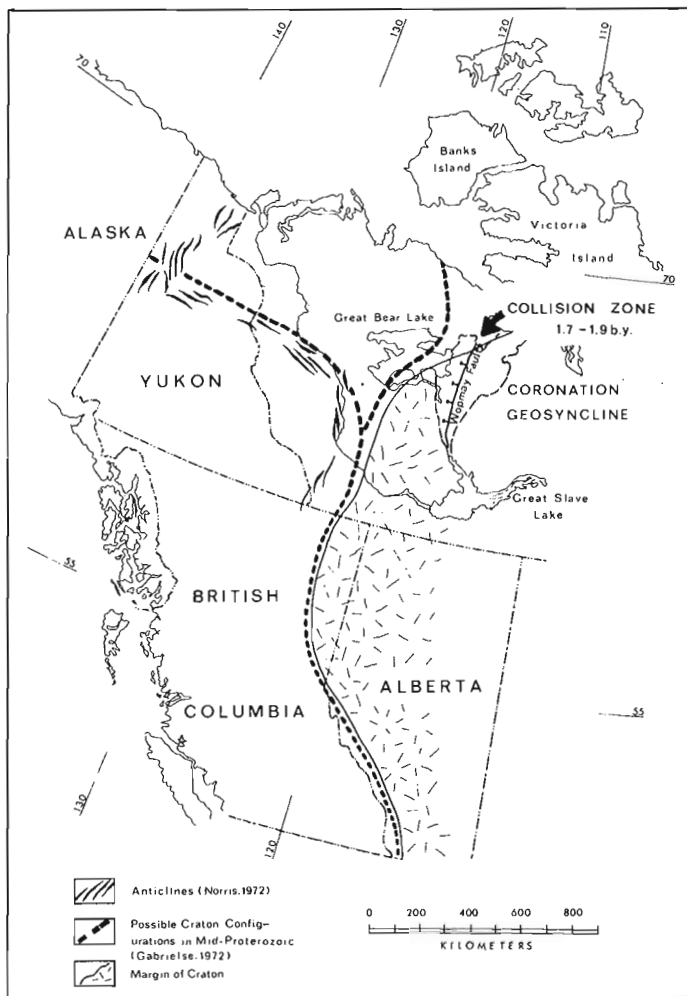 140
130
120
110
70
Banks
Island
Victoria
Island
70
ALASKA
Great Bear Lake
COLLISION ZONE
1.7 - 1.9 b.y.
Wopmay Fault
CORONATION
GEOSYNCLINE
YUKON
Great Slave
Lake
55
BRITISH
COLUMBIA
ALBERTA
55
130
120
Anticlines (Norris, 1972)
Possible Craton Config-
urations in Mid-Proterozoic
(Gabrielse, 1972)
Margin of Craton
0 200 400 600 800
KILOMETERS